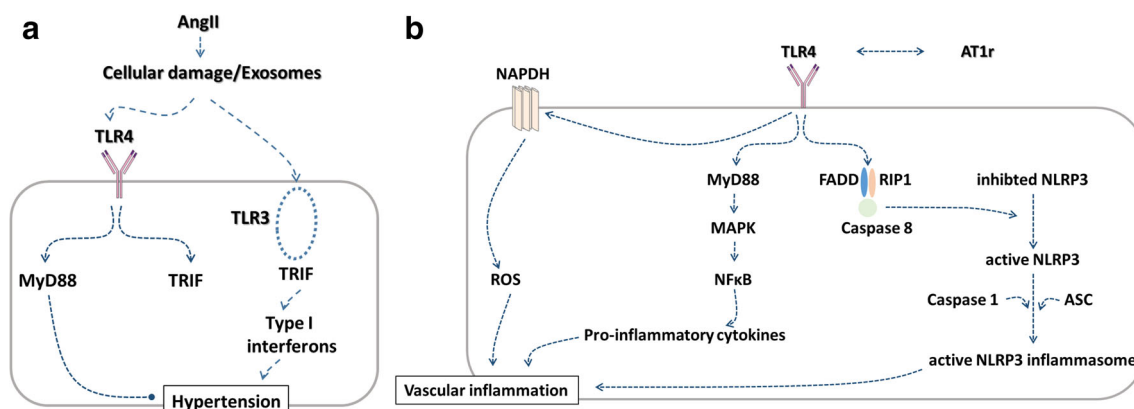 a
AngII
Cellular damage/Exosomes
TLR4
TLR3
MyD88
TRIF
TRIF
Type I
interferons
Hypertension
b
TLR4
AT1r
NAPDH
MyD88
FADD
RIP1
inhibted NLRP3
MAPK
Caspase 8
active NLRP3
ROS
NFκB
Caspase 1
ASC
Pro-inflammatory cytokines
active NLRP3 inflammasome
Vascular inflammation